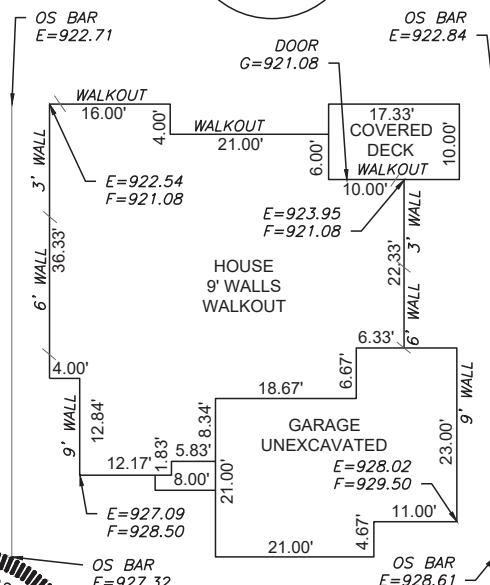 OS BAR
E=922.71
OS BAR
E=922.84
DOOR
G=921.08
WALKOUT
16.00'
4.00'
WALKOUT
21.00'
17.33'
COVERED
DECK
10.00'
6.00'
WALKOUT
10.00'
3' WALL
E=922.54
F=921.08
E=923.95
F=921.08
3' WALL
36.33'
6' WALL
HOUSE
9' WALLS
WALKOUT
22.33'
6' WALL
6.33'
6.67'
4.00'
18.67'
9' WALL
12.84'
8.34'
GARAGE
UNEXCAVATED
9' WALL
23.00'
12.17'
1.83'
5.83'
8.00'
21.00'
E=928.02
F=929.50
11.00'
4.67'
E=927.09
F=928.50
21.00'
OS BAR
E=927.32
OS BAR
E=928.61